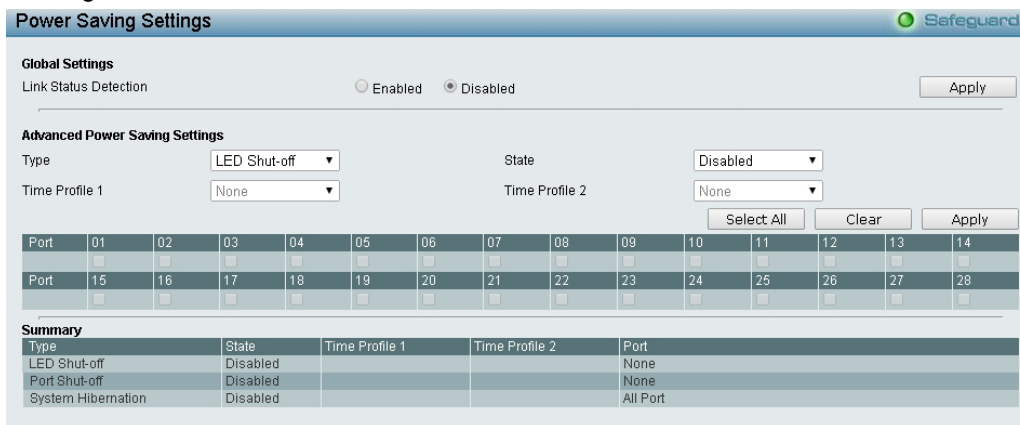 Power Saving Settings Safeguard
Global Settings
Link Status Detection Enabled Disabled Apply
Advanced Power Saving Settings
Type LED Shut-off State Disabled
Time Profile 1 None Time Profile 2 None
Select All Clear Apply
Port 01 02 03 04 05 06 07 08 09 10 11 12 13 14
Port 15 16 17 18 19 20 21 22 23 24 25 26 27 28
Summary
Type State Time Profile 1 Time Profile 2 Port
LED Shut-off Disabled None
Port Shut-off Disabled None
System Hibernation Disabled All Port